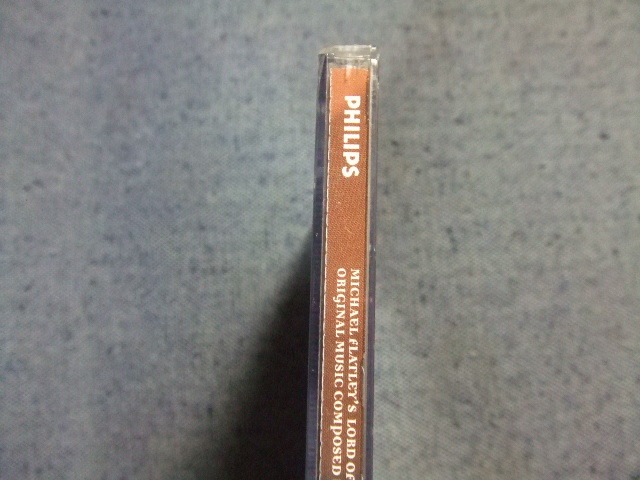 PHILIPS
MICHAEL FLATLEY'S LORD OF
ORIGINAL MUSIC COMPOSED